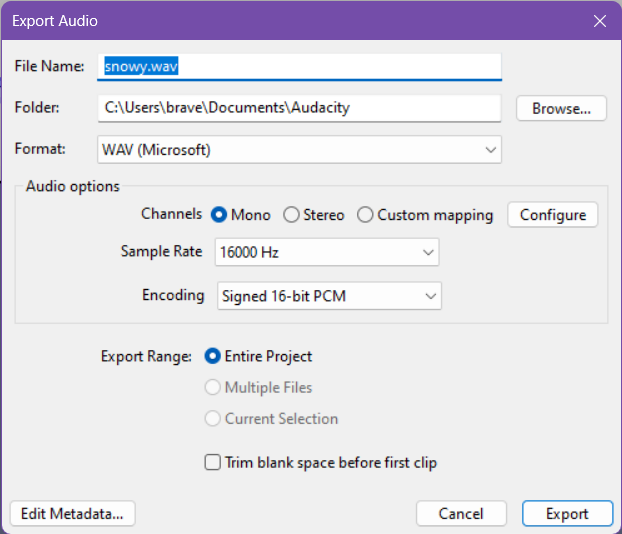 Export Audio
File Name: snowy.wav
Folder: C:\Users\brave\Documents\Audacity Browse...
Format: WAV (Microsoft)
Audio options
Channels Mono Stereo Custom mapping Configure
Sample Rate 16000 Hz
Encoding Signed 16-bit PCM
Export Range: Entire Project
Multiple Files
Current Selection
Trim blank space before first clip
Edit Metadata... Cancel Export